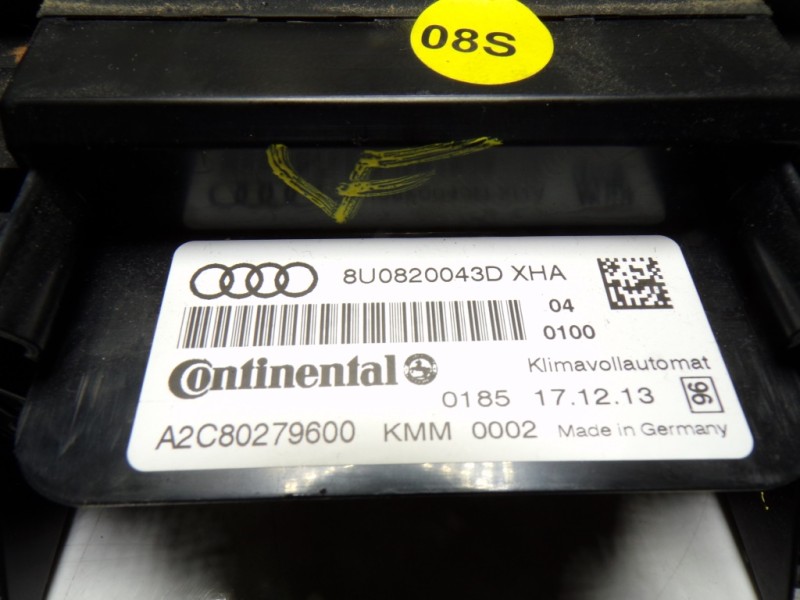 08S
8U0820043D XHA
04
0100
Continental
Klimavollautomat
0185 17.12.13 96
A2C80279600 KMM 0002 Made in Germany